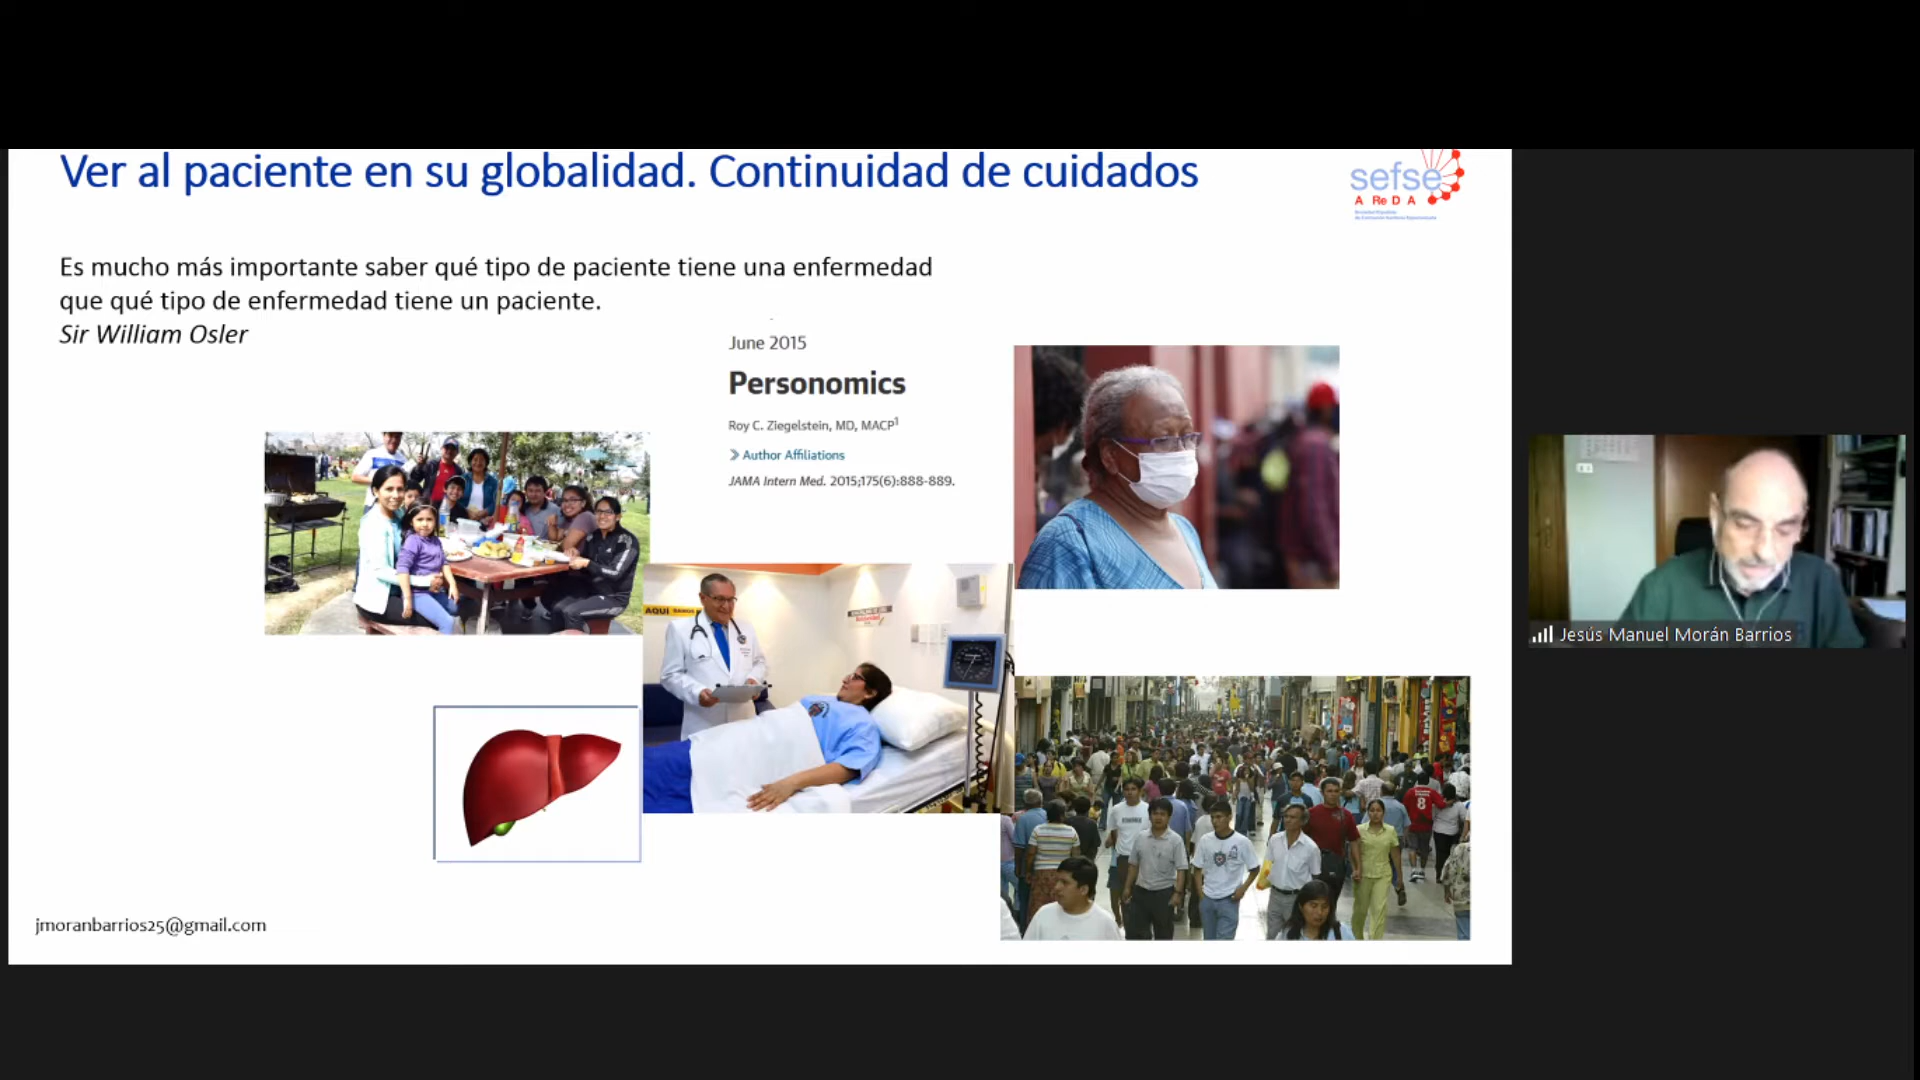 Ver al paciente en su globalidad. Continuidad de cuidados
sefse
A Re D A
Es mucho más importante saber qué tipo de paciente tiene una enfermedad
que qué tipo de enfermedad tiene un paciente.
Sir William Osler
June 2015
Personomics
Roy C. Ziegelstein, MD, MACP1
Author Affiliations
JAMA Intern Med. 2015;175(6):888-889.
AQUÍ
8
Jesús Manuel Morán Barrios
jmoranbarrios25@gmail.com